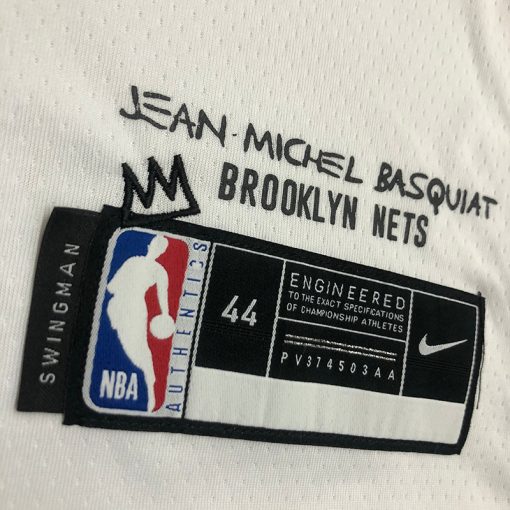 JEAN-MICHEL BASQUIAT
BROOKLYN NETS
SWINGMAN
NBA
AUTHENTICS
44
ENGINEERED
TO THE EXACT SPECIFICATIONS
OF CHAMPIONSHIP ATHLETES
PV374503AA